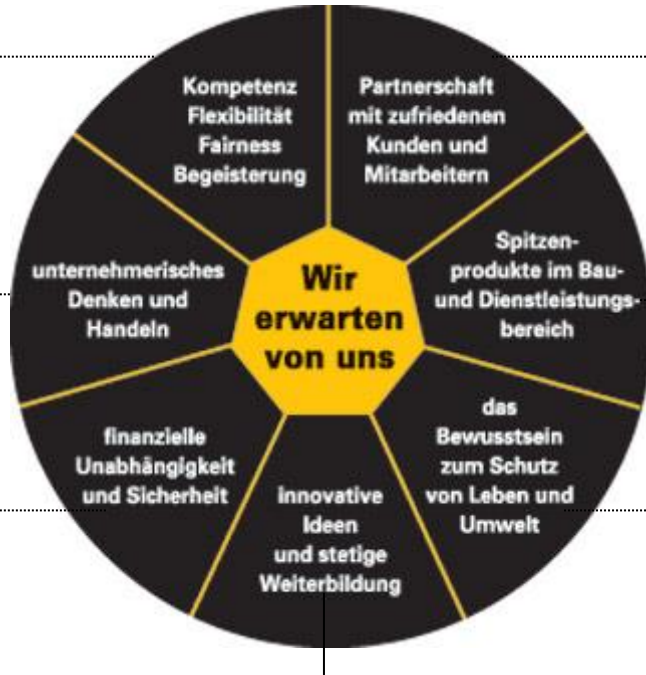 Wir
erwarten
von uns
Partnerschaft
mit zufriedenen
Kunden und
Mitarbeitern
Spitzen-
produkte im Bau-
und Dienstleistungs-
bereich
das
Bewusstsein
zum Schutz
von Leben und
Umwelt
innovative
Ideen
und stetige
Weiterbildung
finanzielle
Unabhängigkeit
und Sicherheit
unternehmerisches
Denken und
Handeln
Kompetenz
Flexibilität
Fairness
Begeisterung